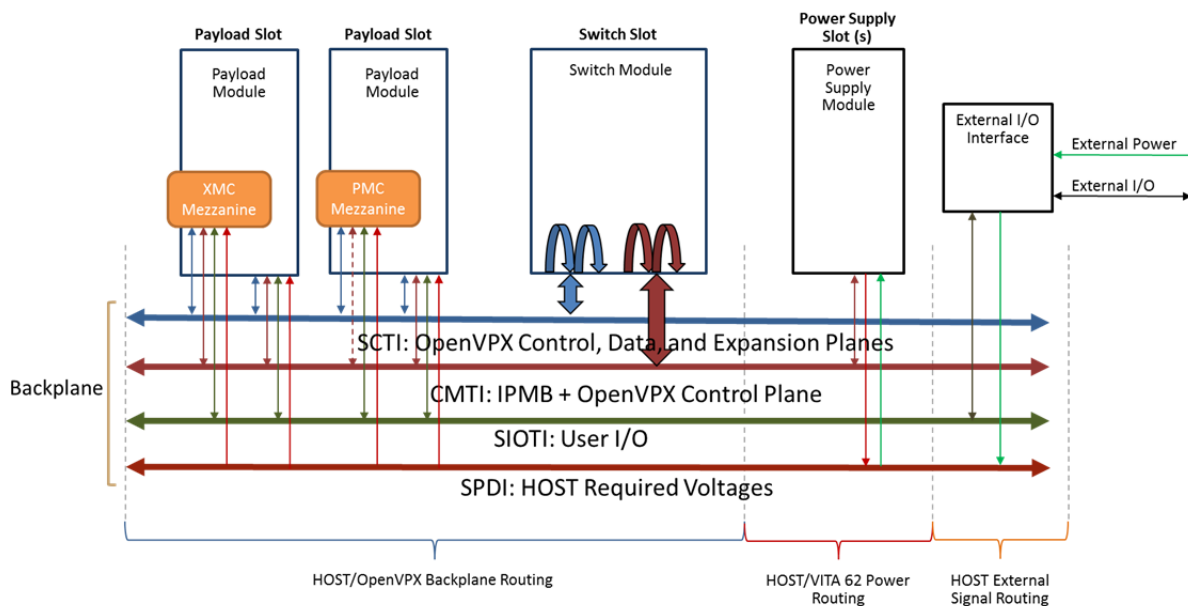 Payload Slot
Payload Slot
Switch Slot
Power Supply
Slot (s)
Payload
Module
Payload
Module
Switch Module
Power
Supply
Module
External I/O
Interface
External Power
External I/O
XMC
Mezzanine
PMC
Mezzanine
Backplane
SCTI: OpenVPX Control, Data, and Expansion Planes
CMTI: IPMB + OpenVPX Control Plane
SIOTI: User I/O
SPDI: HOST Required Voltages
HOST/OpenVPX Backplane Routing
HOST/VITA 62 Power
Routing
HOST External
Signal Routing